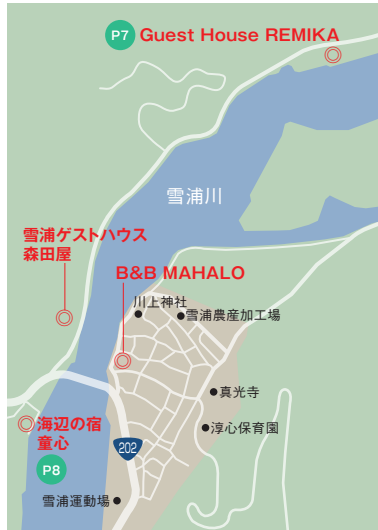 P7 Guest House REMIKA
雪浦川
雪浦ゲストハウス
森田屋
B&B MAHALO
川上神社
雪浦農産加工場
真光寺
海辺の宿
童心
淳心保育園
202
P8
雪浦運動場